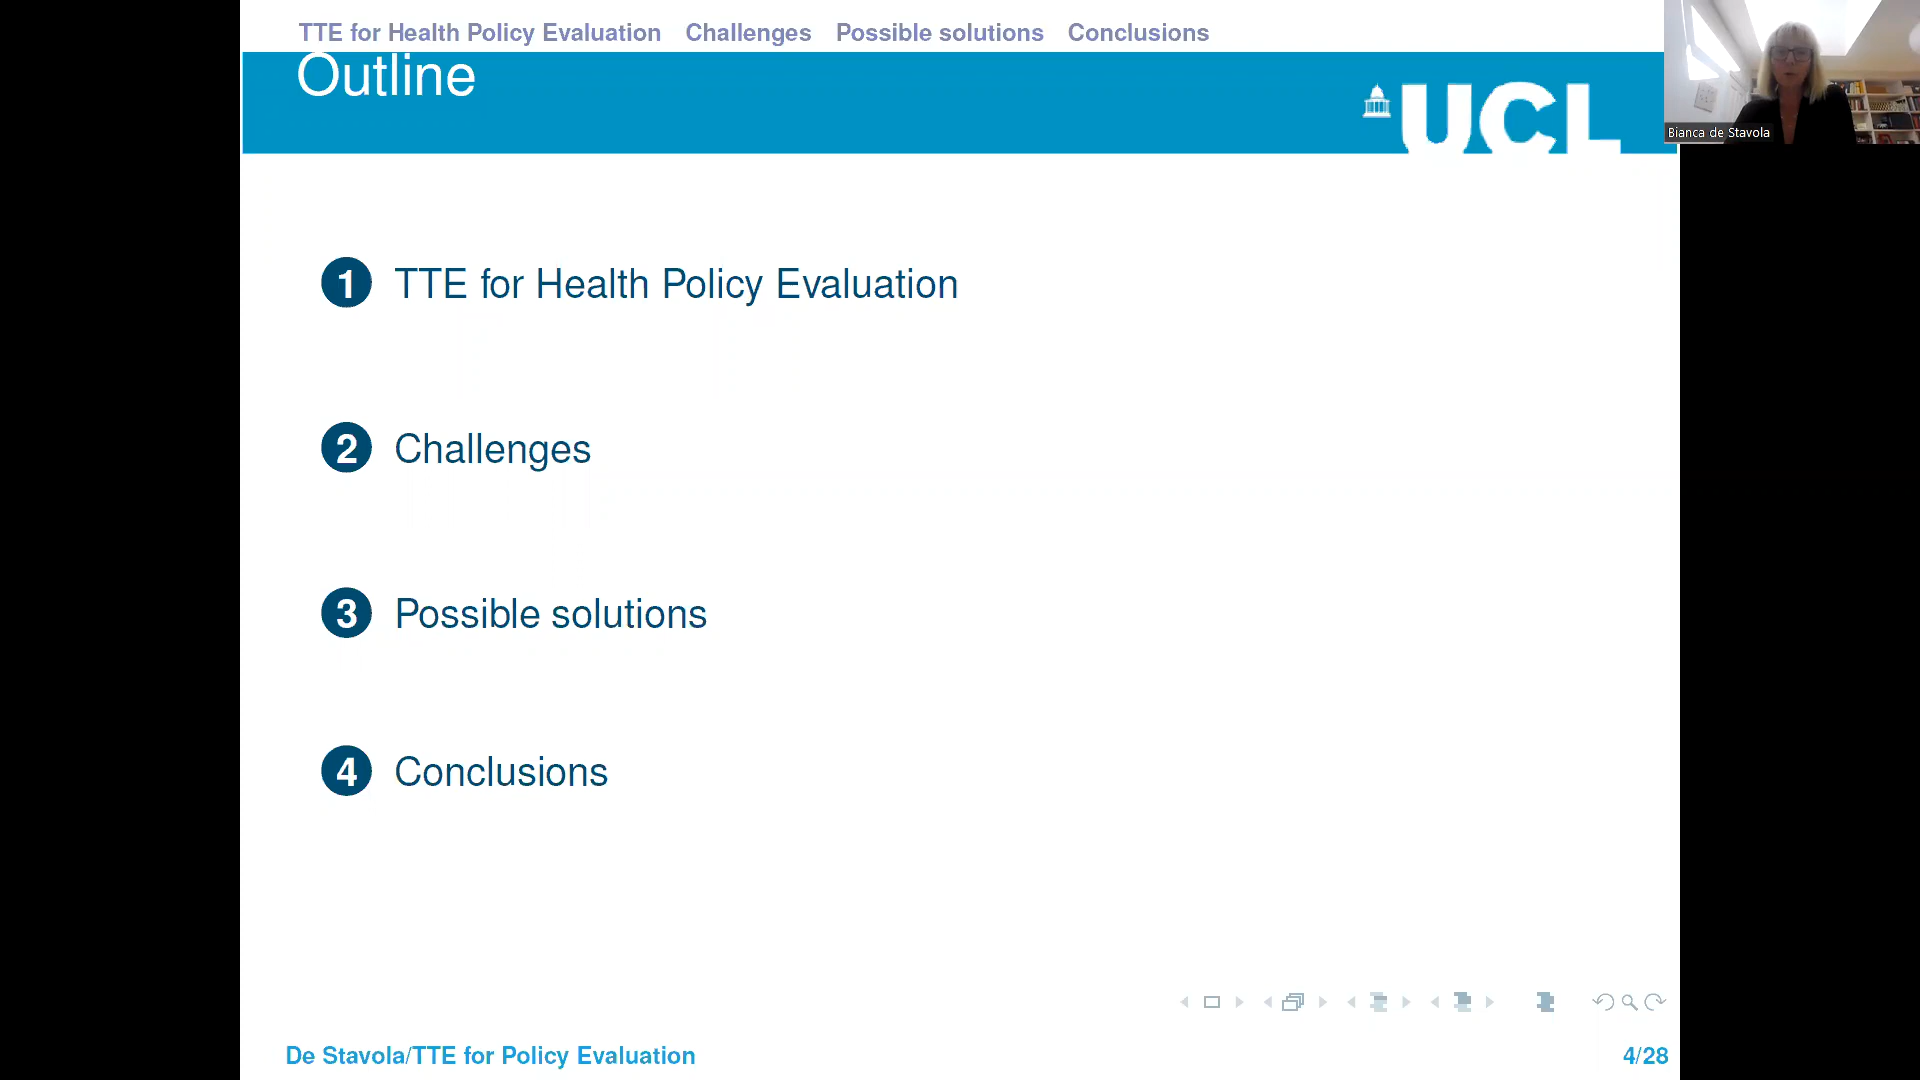 TTE for Health Policy Evaluation Challenges Possible solutions Conclusions
Outline
UCL
Bianca de Stavola
1 TTE for Health Policy Evaluation
2 Challenges
3 Possible solutions
4 Conclusions
De Stavola/TTE for Policy Evaluation 4/28